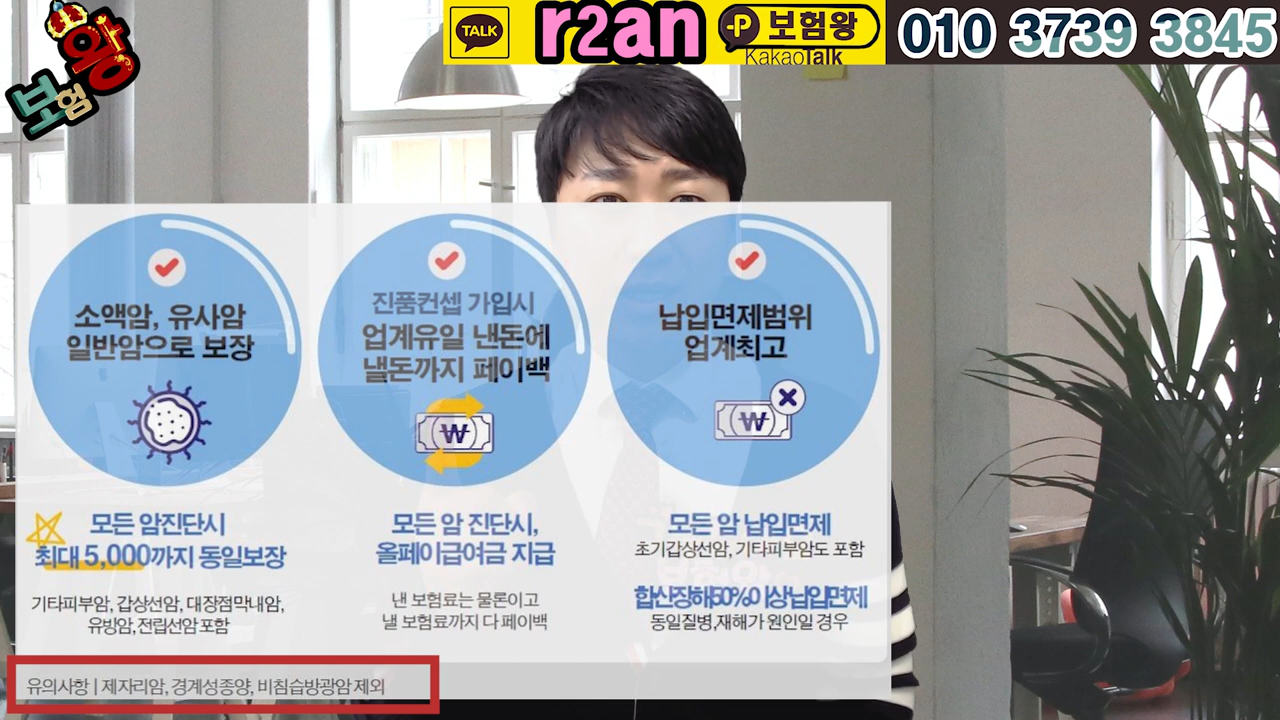 보험왕
TALK
r2an
P 보험왕
KakaoTalk
010 3739 3845
소액암, 유사암
일반암으로 보장
진품컨셉 가입시
업계유일 낸돈에
낼돈까지 페이백
납입면제범위
업계최고
₩
₩
모든 암진단시
최대 5,000까지 동일보장
기타피부암, 갑상선암, 대장점막내암,
유방암,전립선암 포함
모든 암 진단시,
올페이급여금 지급
낸 보험료는 물론이고
낼 보험료까지 다 페이백
모든 암 납입면제
초기갑상선암, 기타피부암도 포함
합산장해50%이상납입면제
동일질병,재해가 원인일 경우
유의사항 | 제자리암, 경계성종양, 비침습방광암 제외